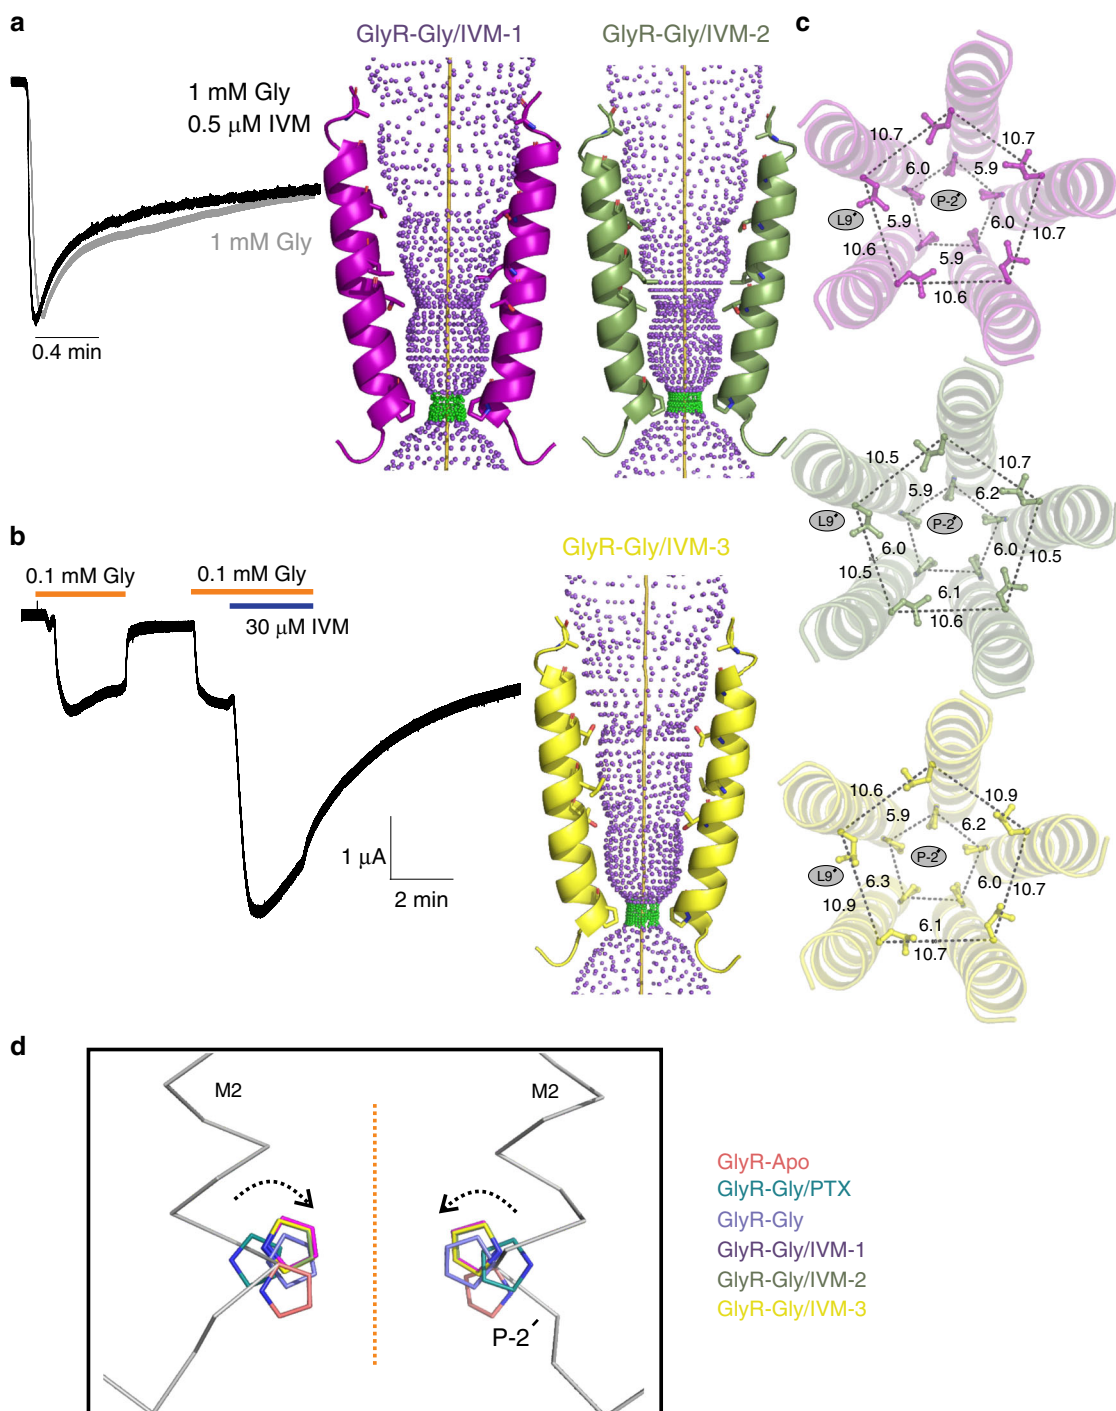 a
1 mM Gly
0.5 μM IVM
1 mM Gly
0.4 min
GlyR-Gly/IVM-1
GlyR-Gly/IVM-2
c
10.7
10.7
6.0
5.9
L9′
P-2′
5.9
6.0
10.6
10.7
5.9
10.6
10.5
10.7
5.9
6.2
L9′
P-2′
6.0
6.0
10.5
10.5
6.1
10.6
10.6
10.9
5.9
6.2
L9′
P-2′
6.3
6.0
10.9
10.7
6.1
10.7
b
0.1 mM Gly
0.1 mM Gly
30 μM IVM
1 μA
2 min
GlyR-Gly/IVM-3
d
M2
M2
P-2′
GlyR-Apo
GlyR-Gly/PTX
GlyR-Gly
GlyR-Gly/IVM-1
GlyR-Gly/IVM-2
GlyR-Gly/IVM-3